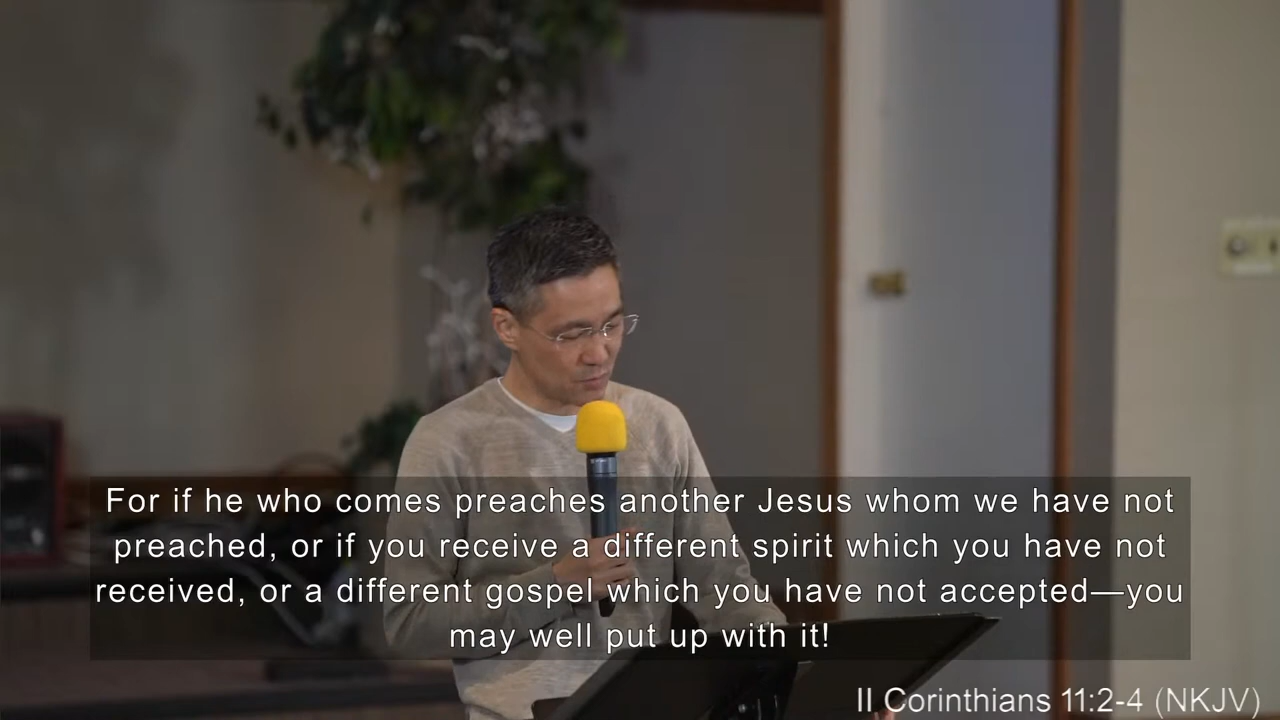 For if he who comes preaches another Jesus whom we have not
preached, or if you receive a different spirit which you have not
received, or a different gospel which you have not accepted—you
may well put up with it!
II Corinthians 11:2-4 (NKJV)